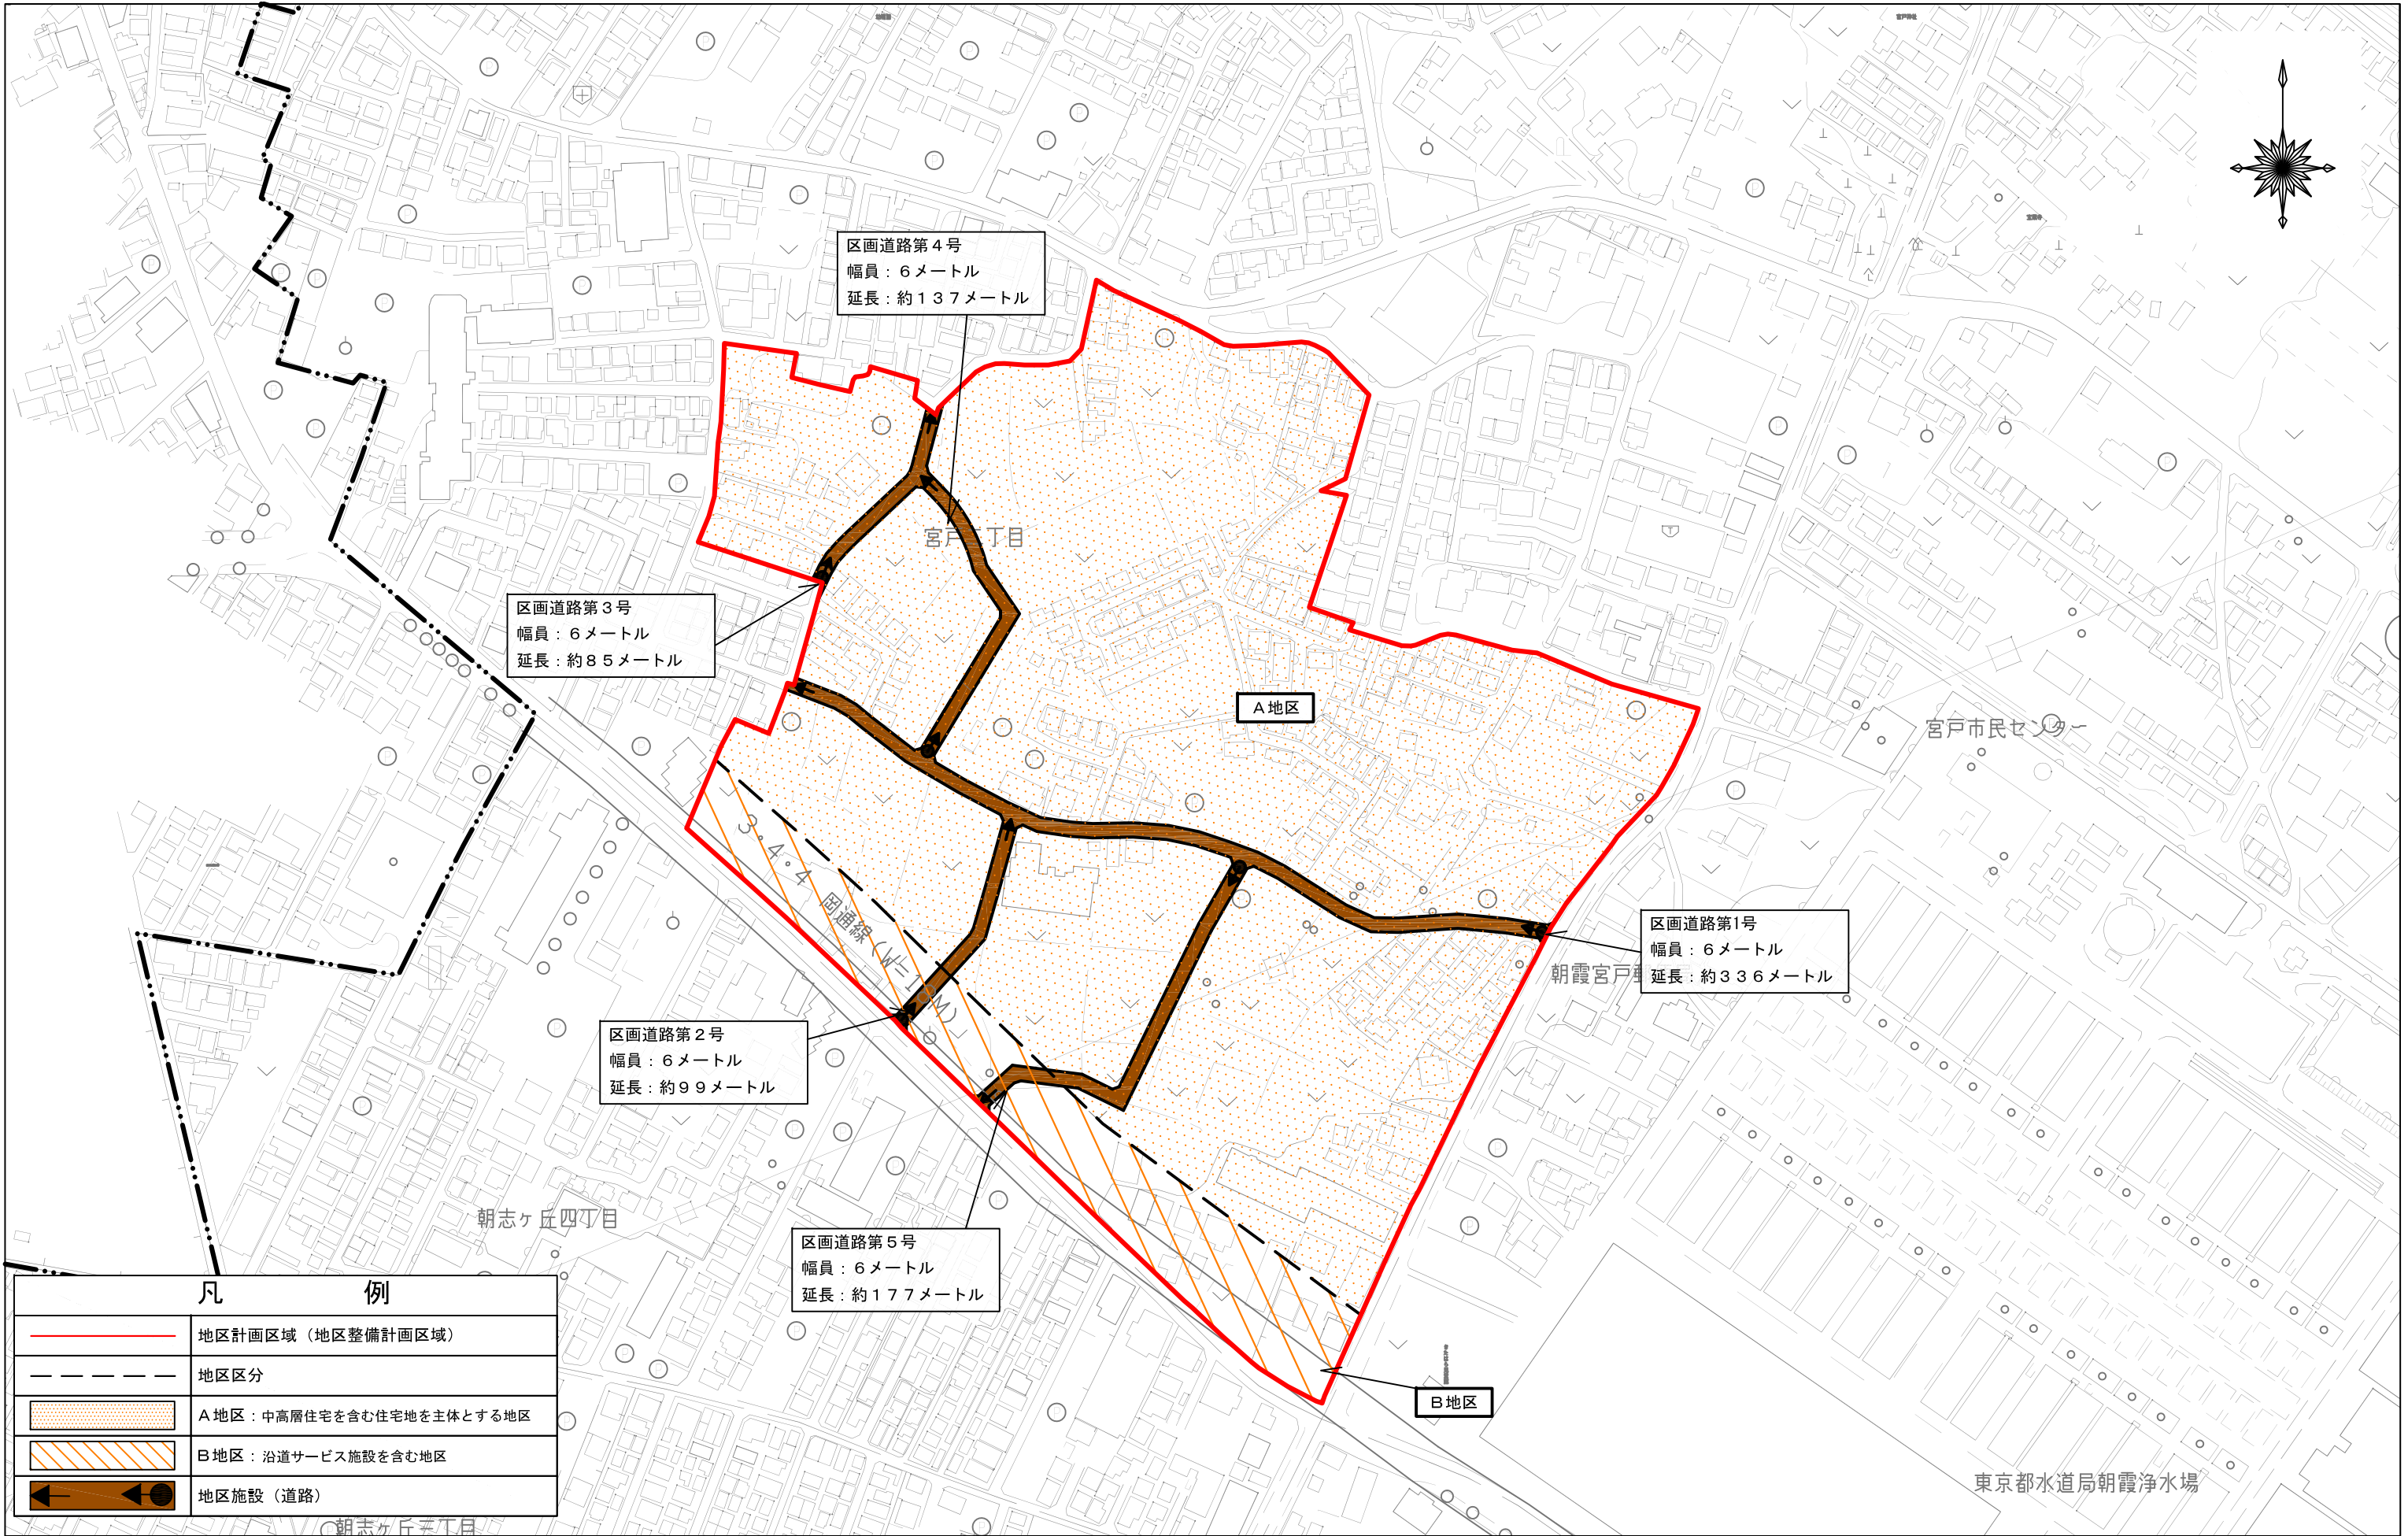 区画道路第４号
幅員：６メートル
延長：約１３７メートル
宮戸三丁目
区画道路第３号
幅員：６メートル
延長：約８５メートル
Ａ地区
宮戸市民センター
３・４・４　岡通線（W=18M）
区画道路第1号
幅員：６メートル
延長：約３３６メートル
朝霞宮戸郵
区画道路第２号
幅員：６メートル
延長：約９９メートル
朝志ヶ丘四丁目
区画道路第５号
幅員：６メートル
延長：約１７７メートル
Ｂ地区
東京都水道局朝霞浄水場
凡例
地区計画区域（地区整備計画区域）
地区区分
Ａ地区：中高層住宅を含む住宅地を主体とする地区
Ｂ地区：沿道サービス施設を含む地区
地区施設（道路）
朝志ヶ丘三丁目